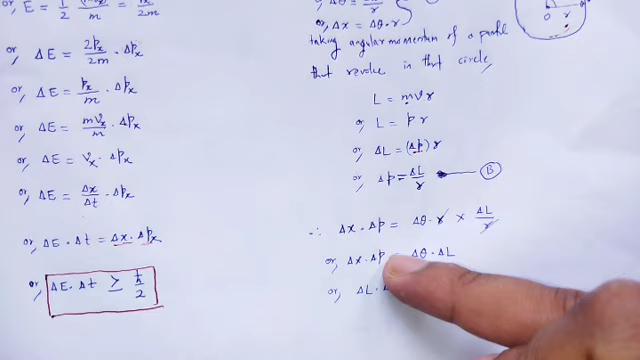 or, E = 1/2 (mvx)²/m = px²/2m
or, ΔE = 2px/2m · Δpx
or, ΔE = px/m · Δpx
or, ΔE = mvx/m · Δpx
or, ΔE = vx · Δpx
or, ΔE = Δx/Δt · Δpx
or, ΔE · Δt = Δx · Δpx
or, ΔE · Δt ≥ ħ/2
or, Δx = Δθ · r
taking angular momentum of a particle
that revolve in that circle,
L = mvr
or L = pr
or ΔL = (Δp) r
or Δp = ΔL/r B
∴ Δx · Δp = Δθ · r × ΔL/r
or, Δx · Δp = Δθ · ΔL
or, ΔL ·
O r